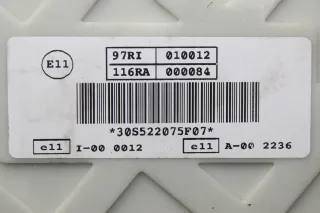 E11 97RI 010012
116RA 000084
*30S522075F07*
e11 I-00 0012 e11 A-00 2236